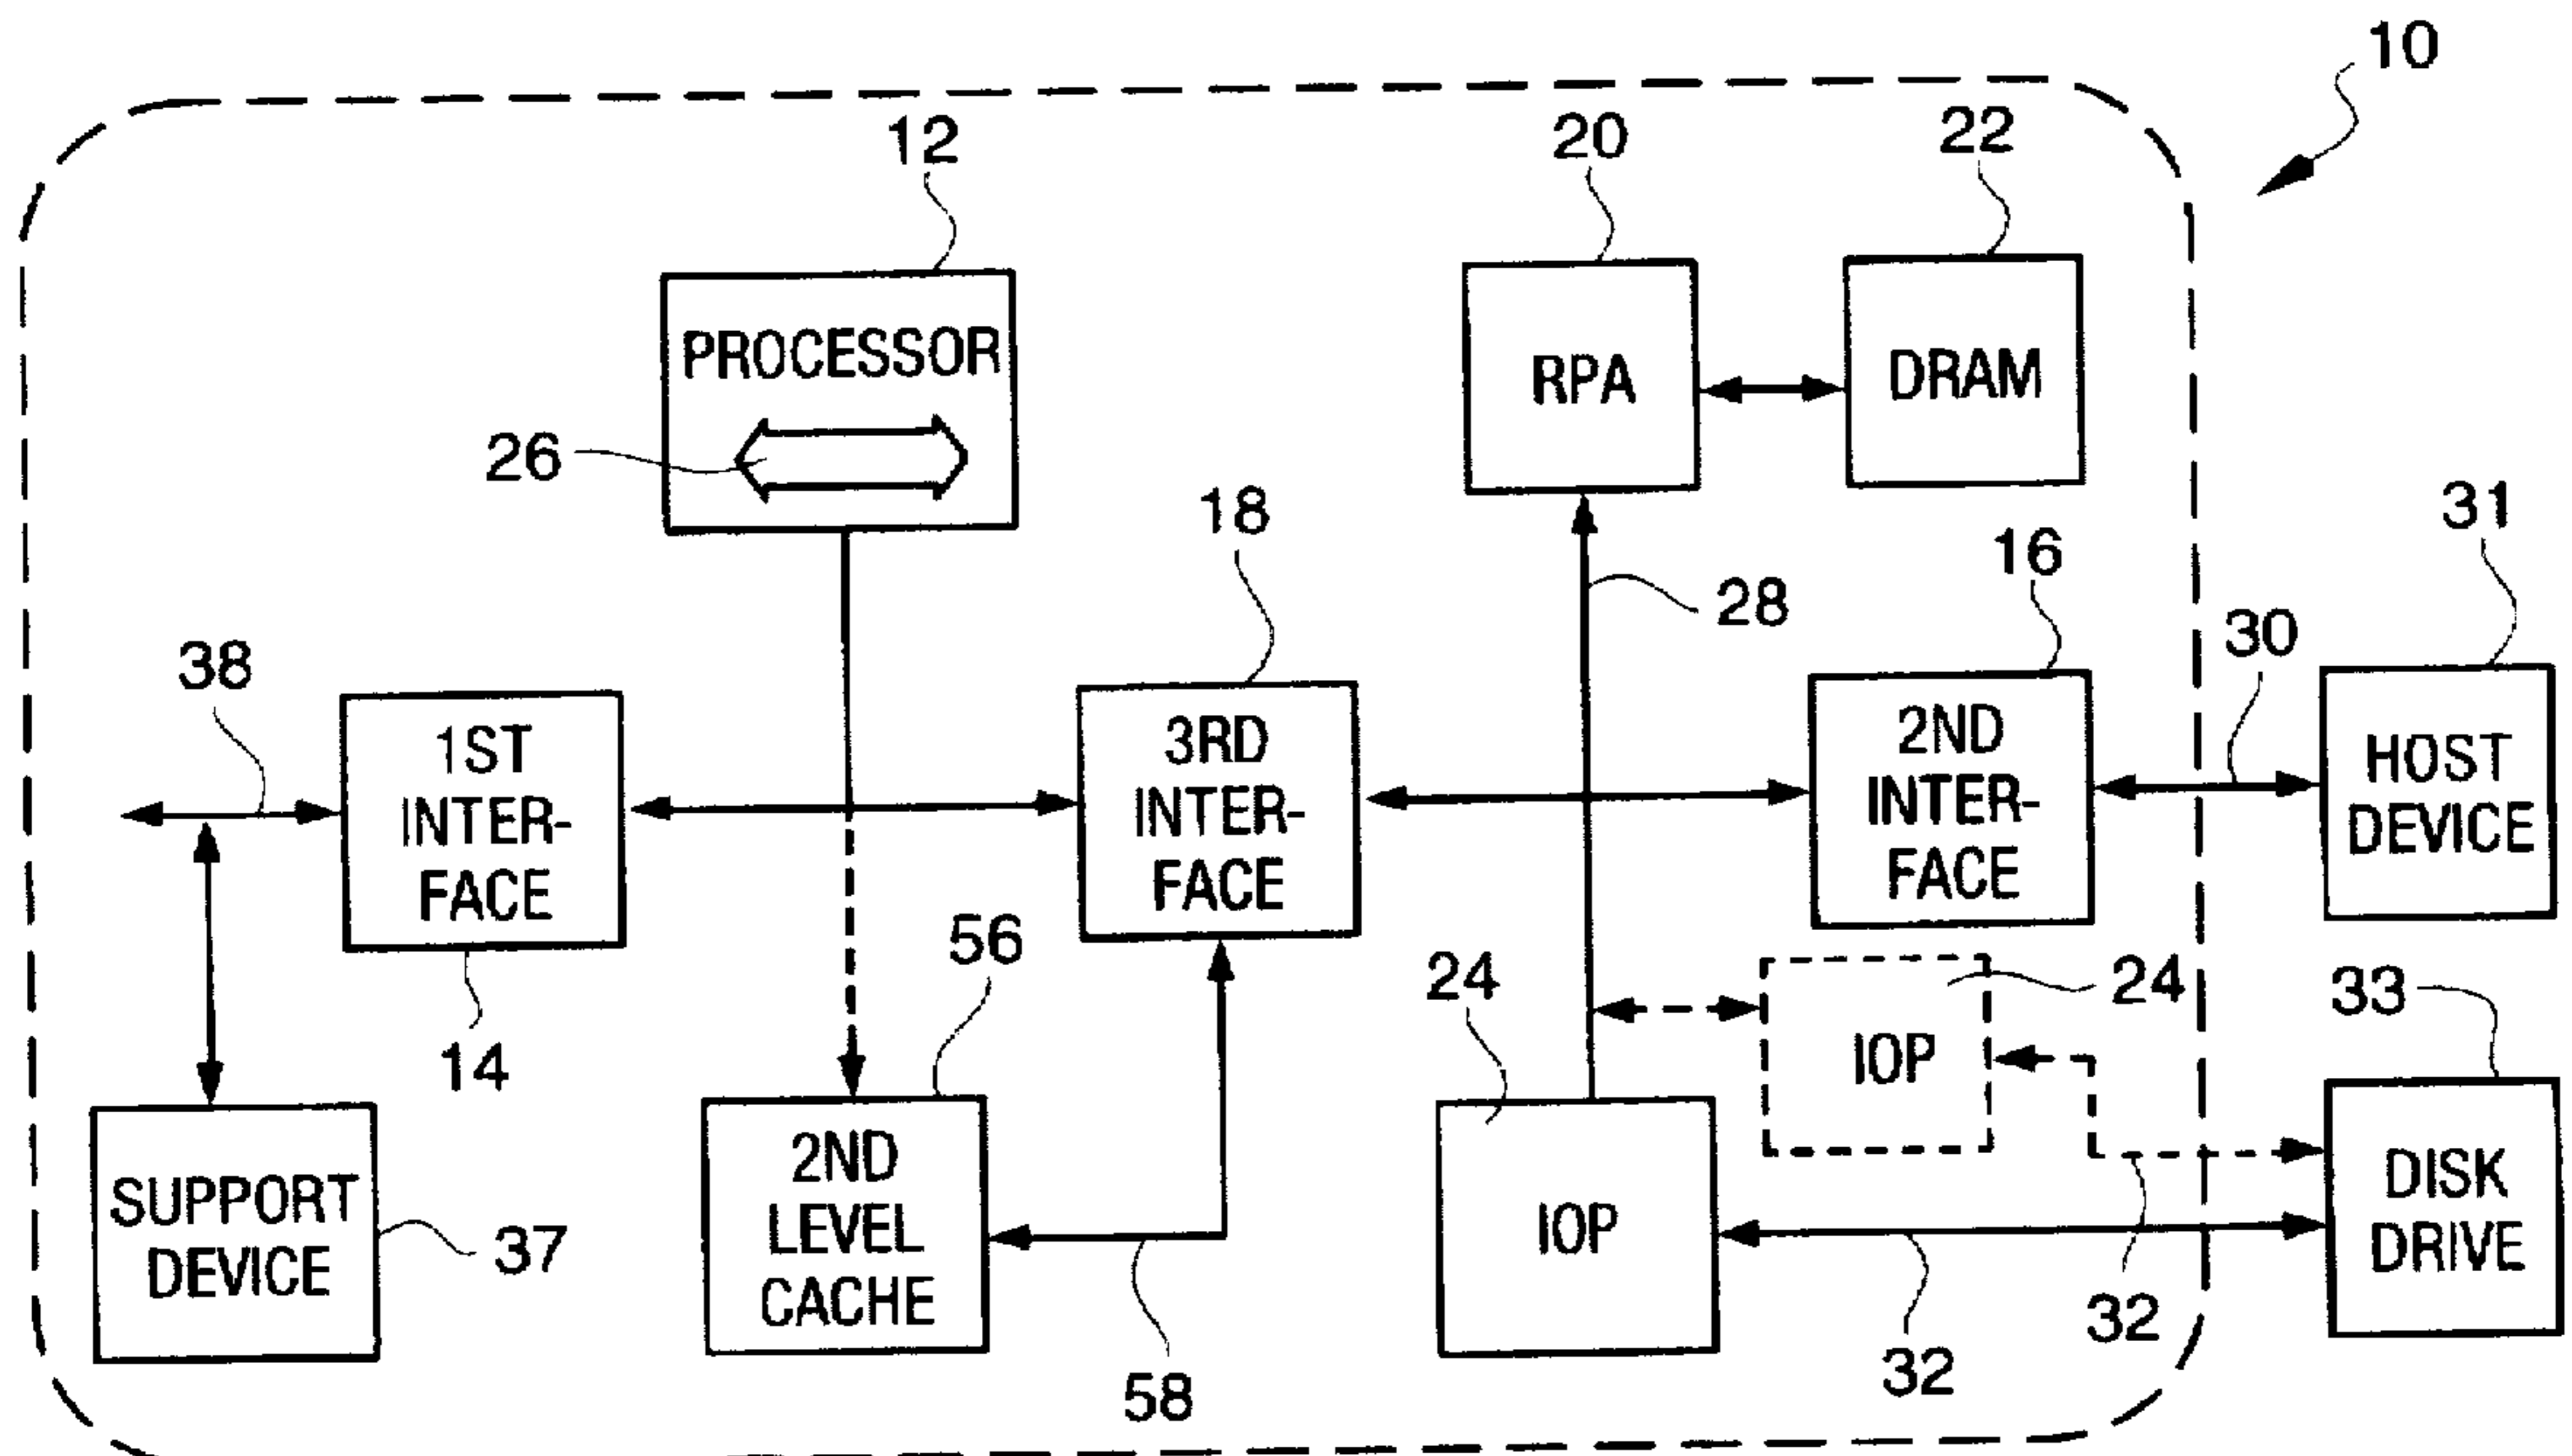 10
12
20
22
PROCESSOR
26
RPA
DRAM
18
28
16
31
38
30
1ST
INTER-
FACE
3RD
INTER-
FACE
2ND
INTER-
FACE
HOST
DEVICE
14
56
24
24
33
IOP
SUPPORT
DEVICE
37
2ND
LEVEL
CACHE
58
IOP
32
32
DISK
DRIVE